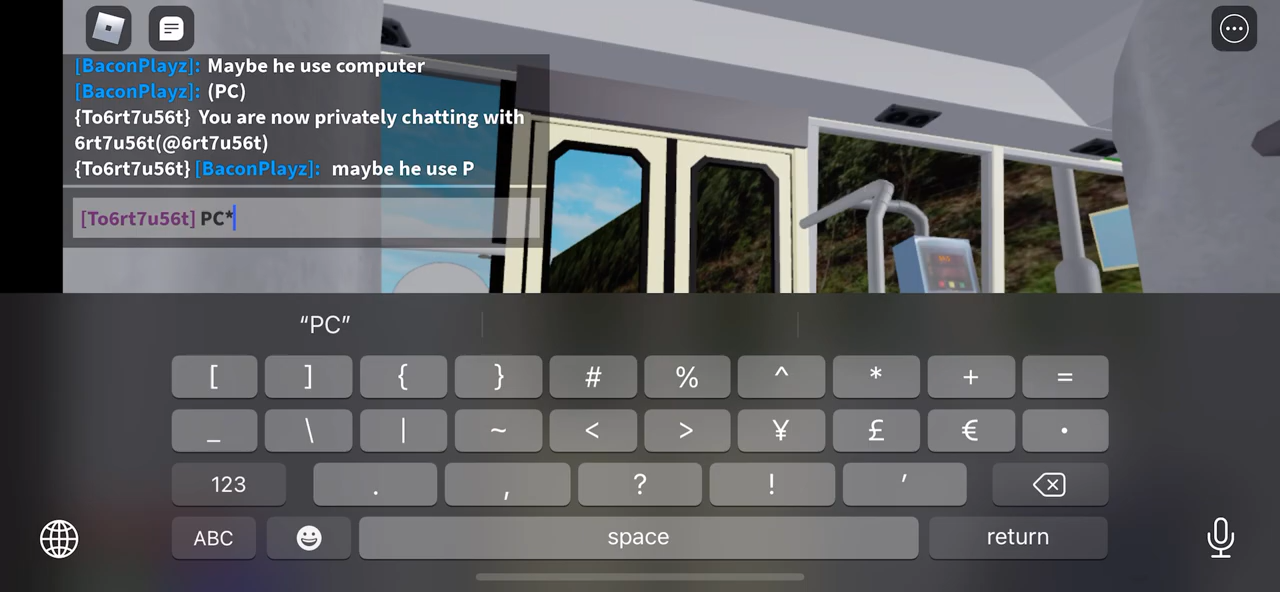 [BaconPlayz]: Maybe he use computer
[BaconPlayz]: (PC)
{To6rt7u56t} You are now privately chatting with
6rt7u56t(@6rt7u56t)
{To6rt7u56t} [BaconPlayz]: maybe he use P
[To6rt7u56t] PC*
“PC”
[ ] { } # % ^ * + =
_ \ | ~ < > ¥ £ € •
123 . , ? ! ′
ABC space return